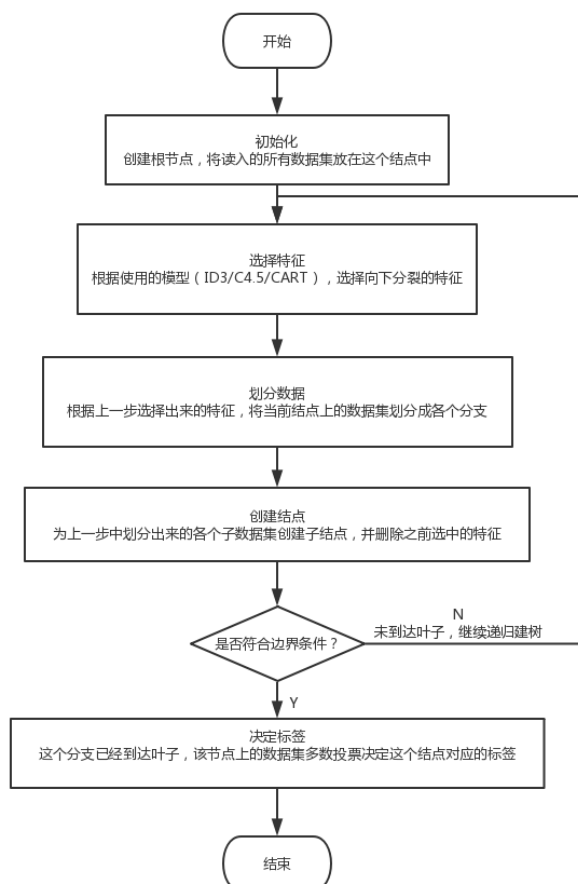 开始
初始化
创建根节点，将读入的所有数据集放在这个结点中
选择特征
根据使用的模型（ID3/C4.5/CART），选择向下分裂的特征
划分数据
根据上一步选择出来的特征，将当前结点上的数据集划分成各个分支
创建结点
为上一步中划分出来的各个子数据集创建子结点，并删除之前选中的特征
是否符合边界条件？
N
未到达叶子，继续递归建树
Y
决定标签
这个分支已经到达叶子，该节点上的数据集多数投票决定这个结点对应的标签
结束